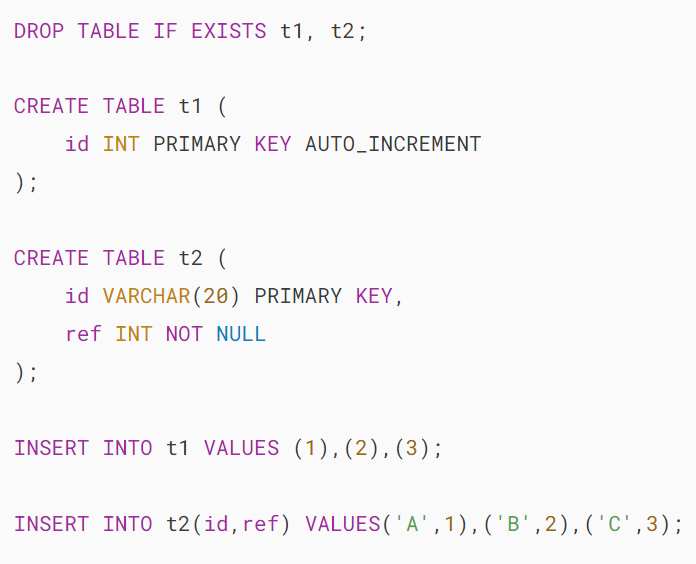 DROP TABLE IF EXISTS t1, t2;
CREATE TABLE t1 (
    id INT PRIMARY KEY AUTO_INCREMENT
);
CREATE TABLE t2 (
    id VARCHAR(20) PRIMARY KEY,
    ref INT NOT NULL
);
INSERT INTO t1 VALUES (1),(2),(3);
INSERT INTO t2(id,ref) VALUES('A',1),('B',2),('C',3);